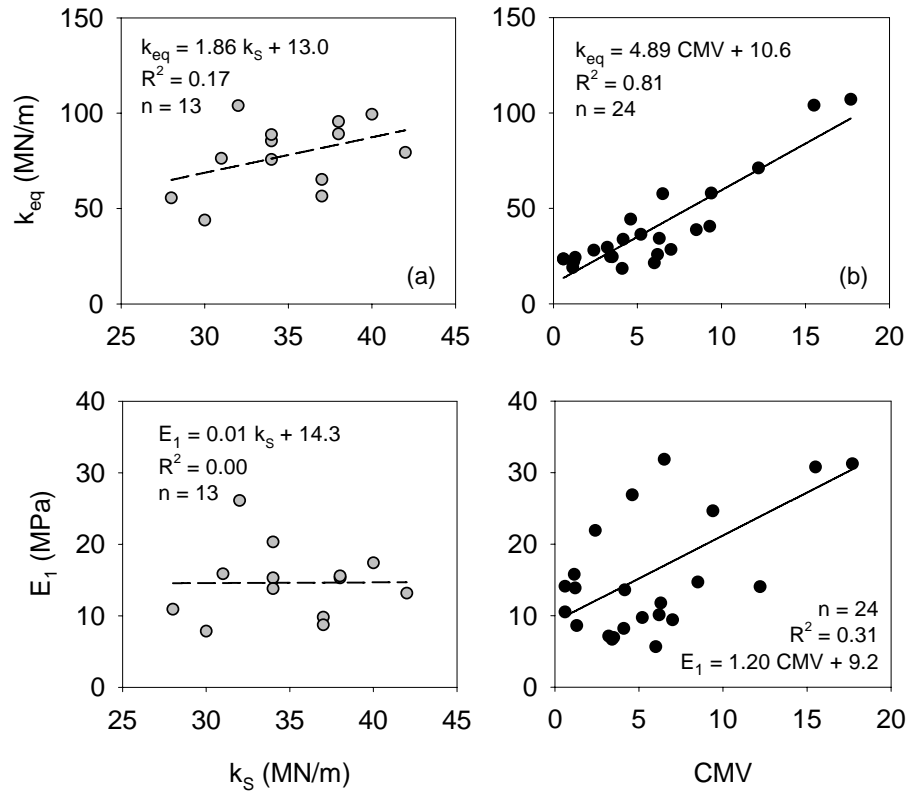 150
100
50
0
k_eq (MN/m)
k_eq = 1.86 k_S + 13.0
R² = 0.17
n = 13
(a)
25 30 35 40 45
150
100
50
0
k_eq = 4.89 CMV + 10.6
R² = 0.81
n = 24
(b)
0 5 10 15 20
40
30
20
10
0
E₁ (MPa)
E₁ = 0.01 k_S + 14.3
R² = 0.00
n = 13
25 30 35 40 45
k_S (MN/m)
40
30
20
10
0
n = 24
R² = 0.31
E₁ = 1.20 CMV + 9.2
0 5 10 15 20
CMV